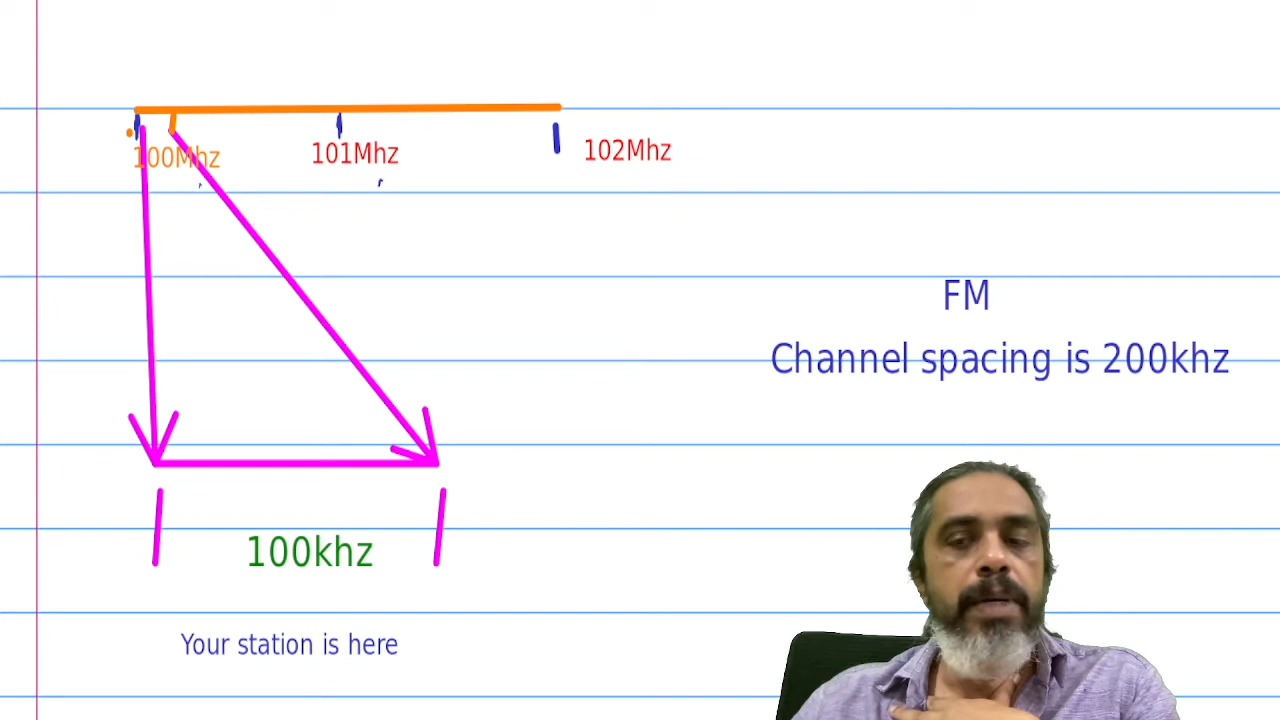 100Mhz
101Mhz
102Mhz
FM
Channel spacing is 200khz
100khz
Your station is here